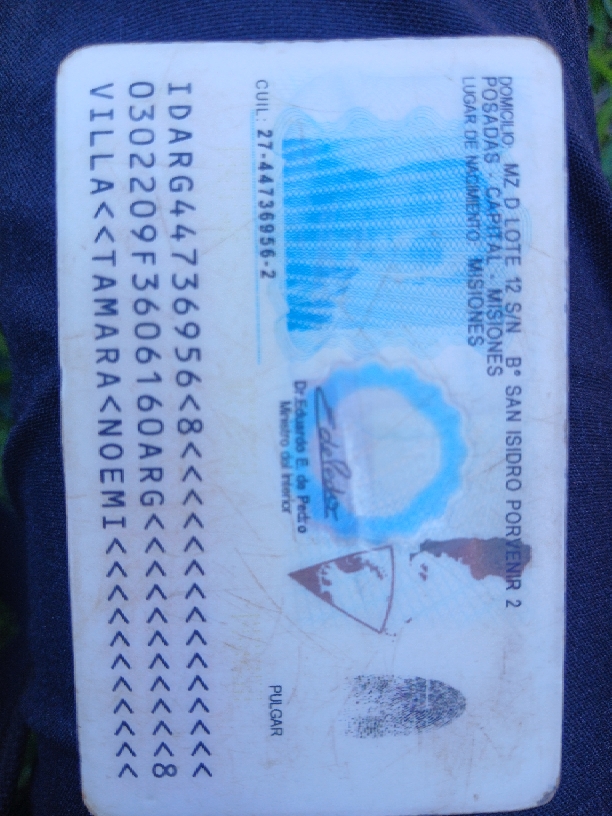 DOMICILIO: MZ D LOTE 12 S/N B° SAN ISIDRO PORVENIR 2
POSADAS - CAPITAL - MISIONES
LUGAR DE NACIMIENTO: MISIONES
Dr. Eduardo E. de Pedro
Ministro del Interior
CUIL: 27-44736956-2
PULGAR
IDARG44736956<8<<<<<<<<<<<<<<<
0302209F3606160ARG<<<<<<<<<<<8
VILLA<<TAMARA<NOEMI<<<<<<<<<<<